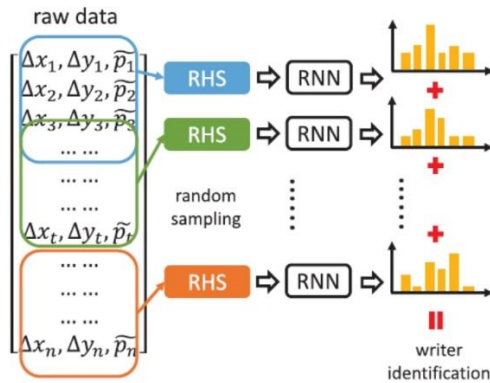 raw data
Δx₁, Δy₁, p̃₁ RHS RNN
Δx₂, Δy₂, p̃₂
+
Δx₃, Δy₃, p̃₃ RHS RNN
... ...
... ... +
... ... random sampling
Δxₜ, Δyₜ, p̃ₜ
+
... ... RHS RNN
... ...
... ... =
Δxₙ, Δyₙ, p̃ₙ writer
identification